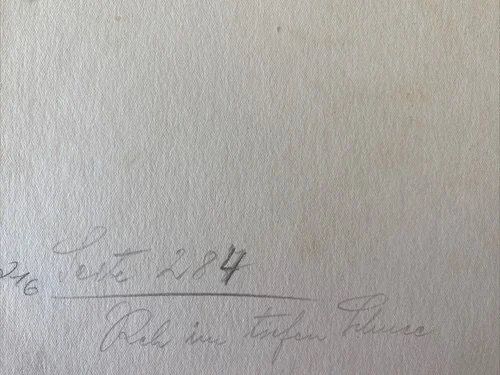 Seite 284
216
Reh im tiefen Schnee